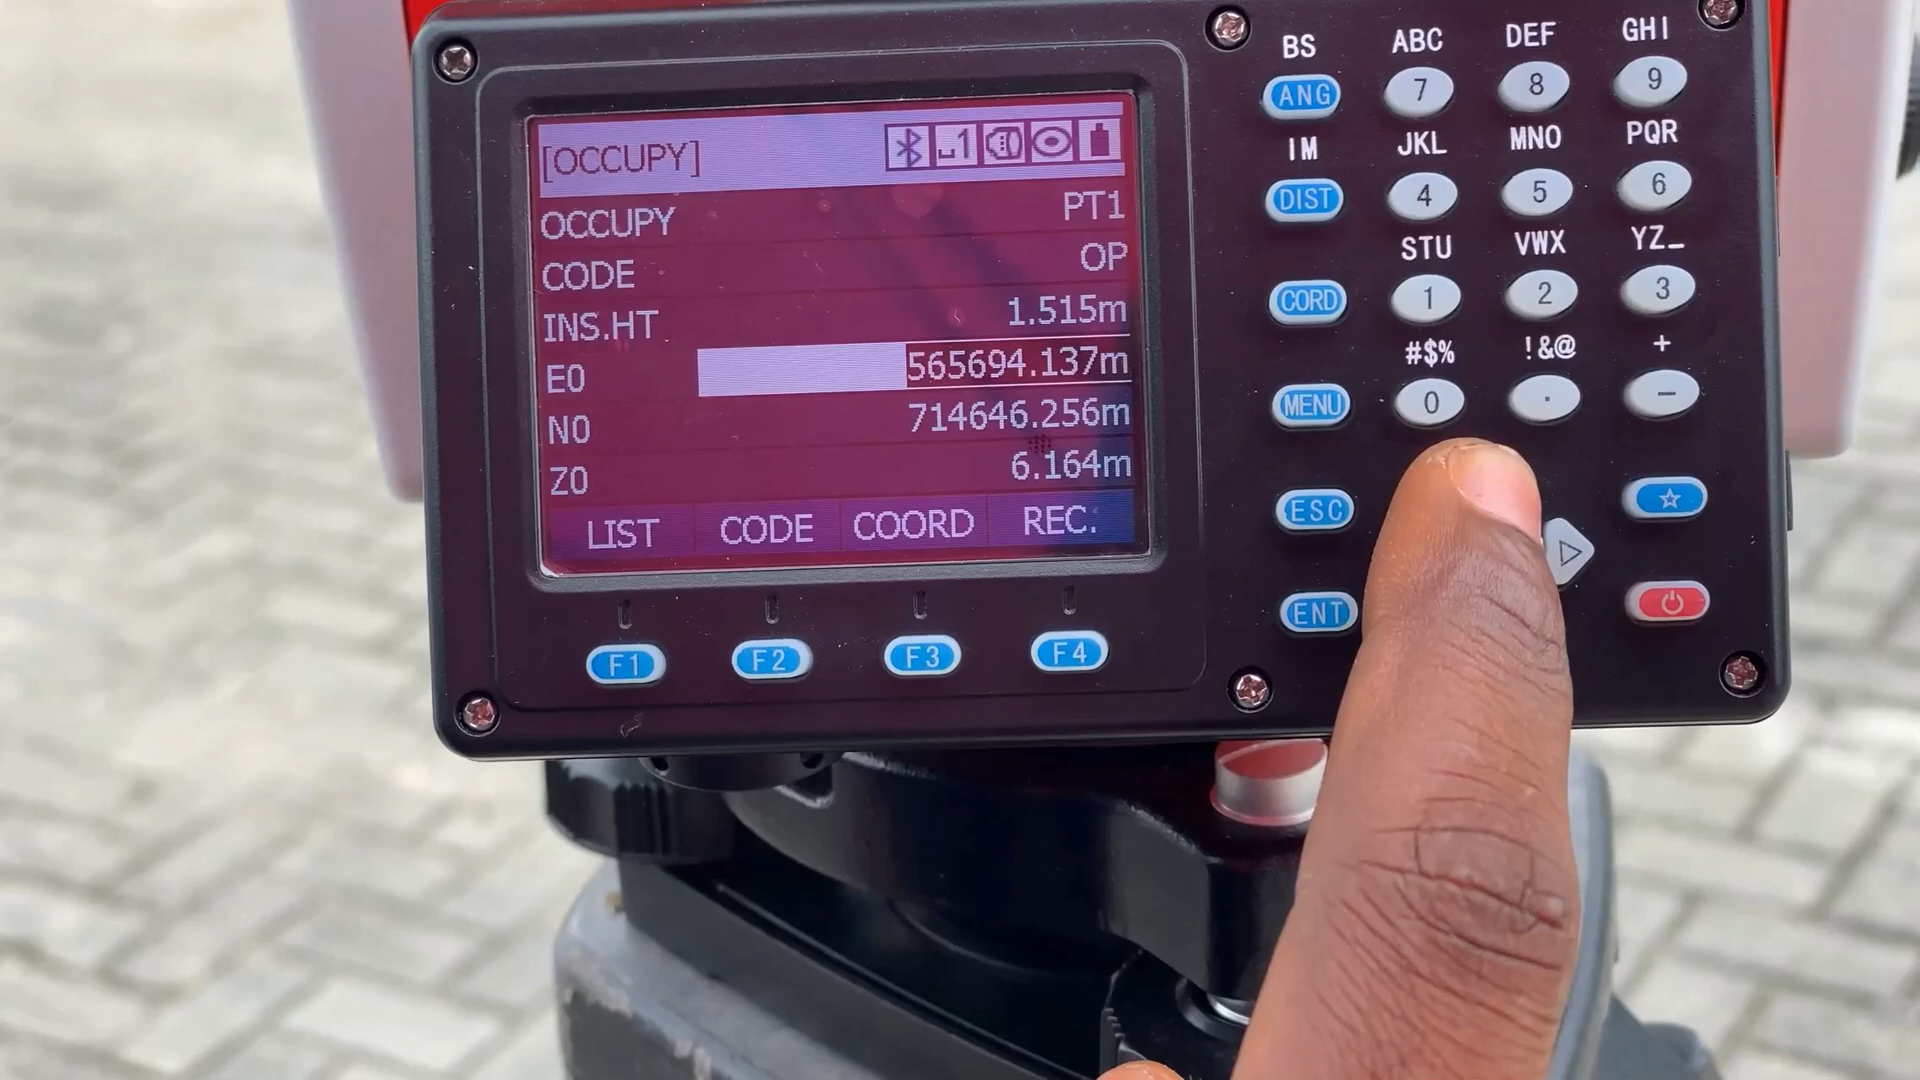 [OCCUPY] 1
OCCUPY PT1
CODE OP
INS.HT 1.515m
E0 565694.137m
N0 714646.256m
Z0 6.164m
LIST CODE COORD REC.
F1 F2 F3 F4
BS ABC DEF GHI
ANG 7 8 9
IM JKL MNO PQR
DIST 4 5 6
STU VWX YZ_
CORD 1 2 3
#$% !&@ +
MENU 0 . -
ESC
ENT